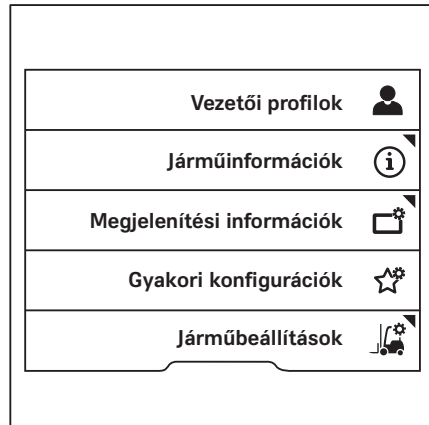 Vezetői profilok
Járműinformációk
Megjelenítési információk
Gyakori konfigurációk
Járműbeállítások